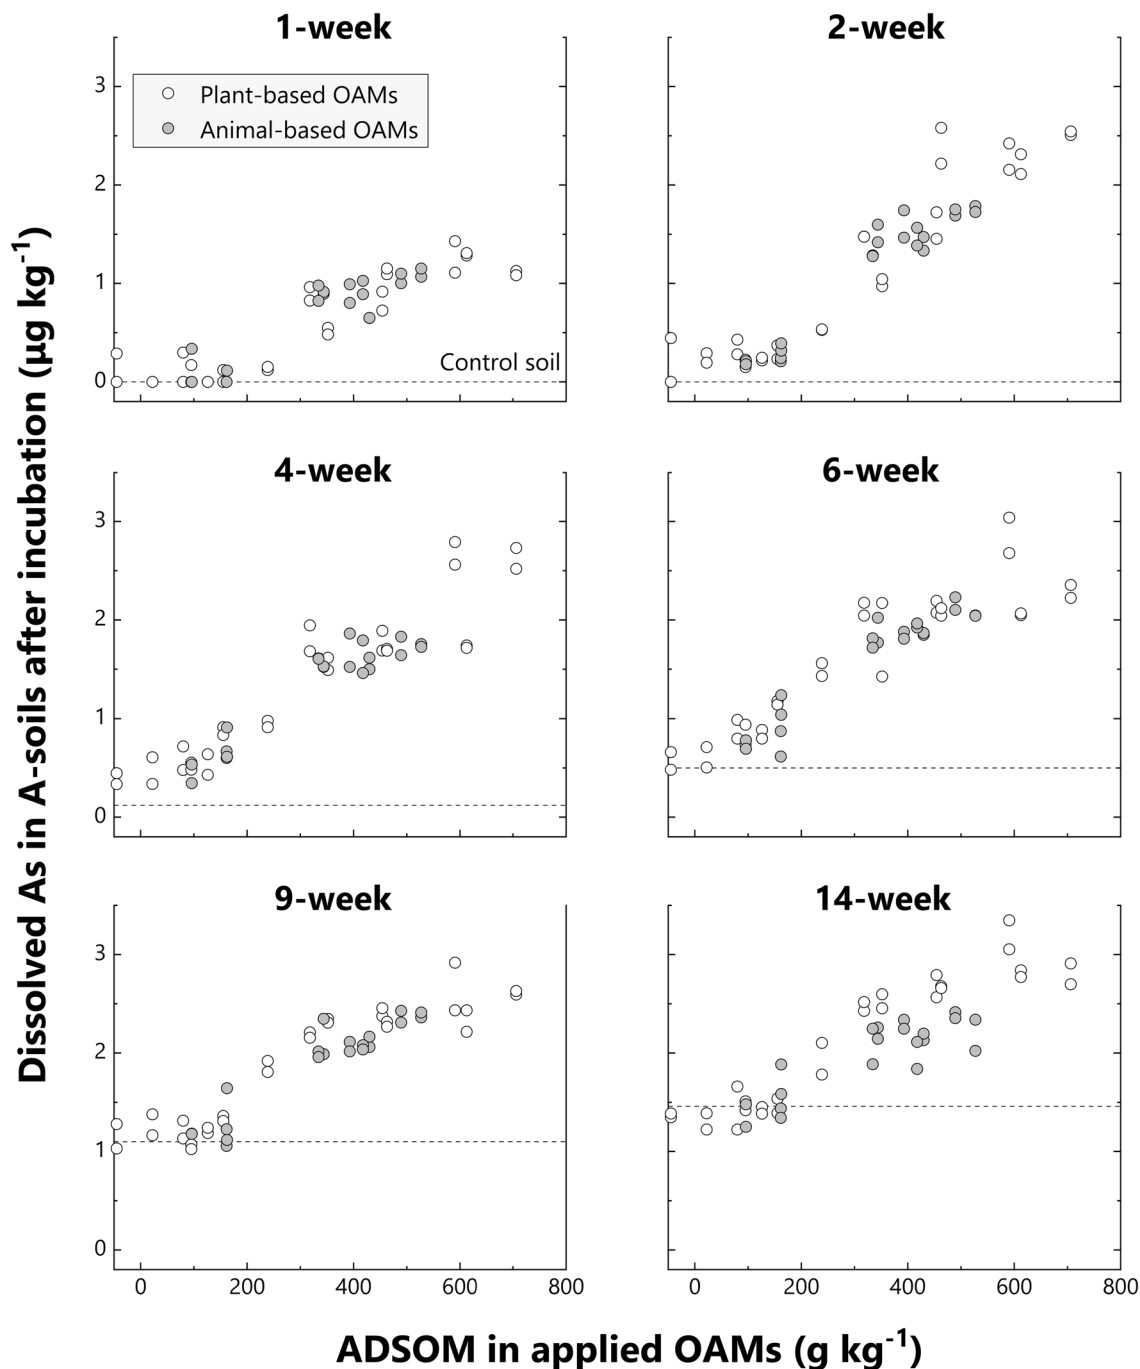 1-week
2-week
Plant-based OAMs
Animal-based OAMs
3
2
1
0
Control soil
4-week
6-week
3
2
1
0
9-week
14-week
3
2
1
0
0 200 400 600 800
0 200 400 600 800
Dissolved As in A-soils after incubation (μg kg⁻¹)
ADSOM in applied OAMs (g kg⁻¹)